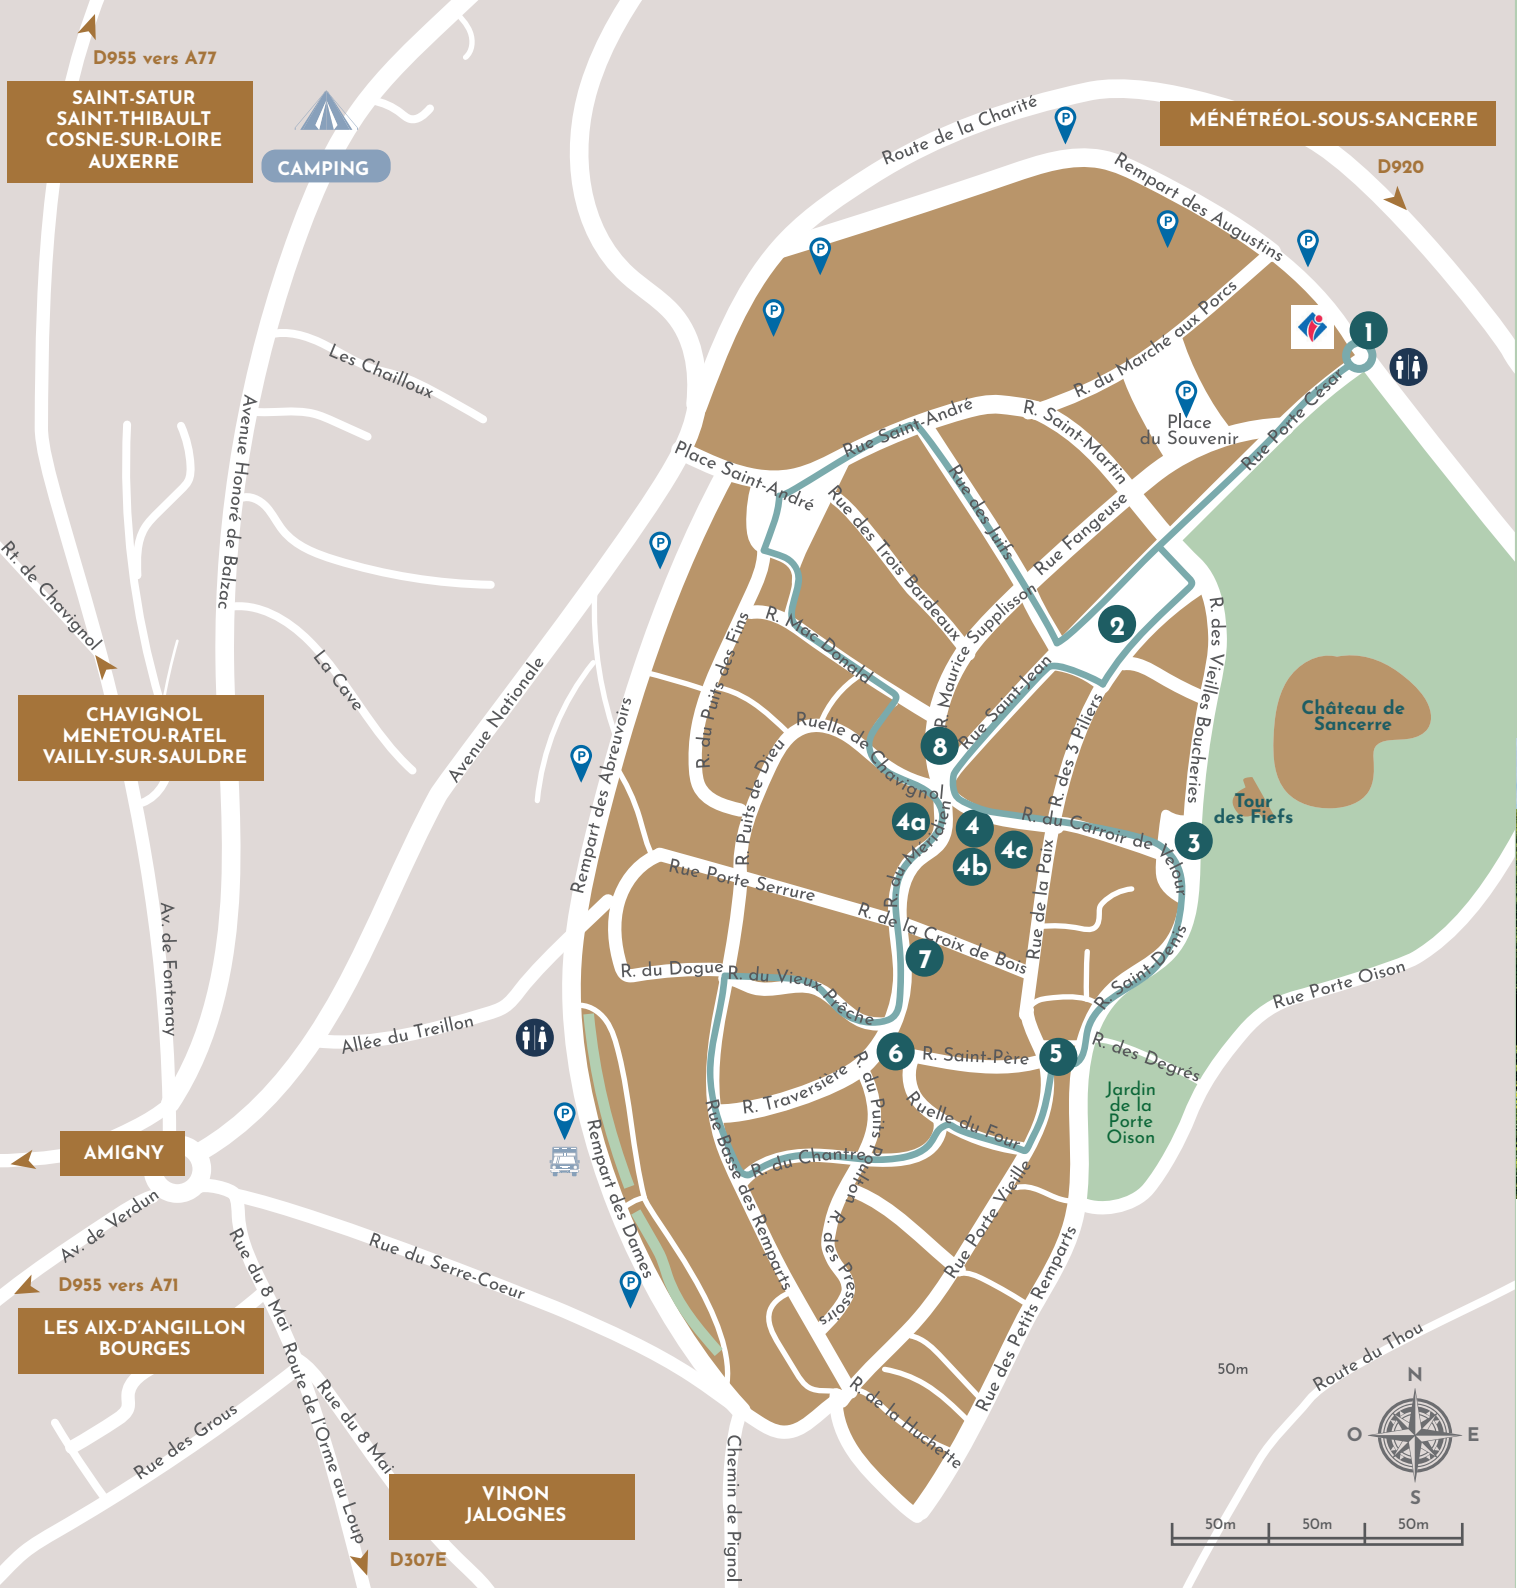 D955 vers A77
SAINT-SATUR
SAINT-THIBAULT
COSNE-SUR-LOIRE
AUXERRE
CAMPING
Route de la Charité
P
MÉNÉTRÉOL-SOUS-SANCERRE
D920
Rempart des Augustins
P
P
P
P
1
R. du Marché aux Porcs
Les Chailloux
P
Place
du Souvenir
Rue Porte César
Avenue Honoré de Balzac
Place Saint-André
Rue Saint-André
R. Saint-Martin
Rue des Juifs
Rue des Trois Bardeaux
Rue Fangeuse
P
Rt. de Chavignol
La Cave
Avenue Nationale
R. Mac Donald
R. Maurice Supplisson
2
R. des Vieilles Boucheries
R. du Puits des Fins
Rue Saint-Jean
R. des 3 Piliers
Château de
Sancerre
CHAVIGNOL
MENETOU-RATEL
VAILLY-SUR-SAULDRE
P
Rempart des Abreuvoirs
R. Puits de Dieu
Ruelle de Chavignol
8
Tour
des Fiefs
4a
4
4b
4c
R. du Carroir de Velour
3
R. du Méridien
Rue de la Paix
Rue Porte Serrure
R. de la Croix de Bois
7
R. Saint-Denis
Av. de Fontenay
R. du Dogue
R. du Vieux Prêche
Rue Porte Oison
Allée du Treillon
6
R. Saint-Père
5
R. des Degrés
R. Traversière
R. du Puits Poulton
Ruelle du Four
Jardin
de la
Porte
Oison
P
Rempart des Dames
Rue Basse des Remparts
R. du Chantre
AMIGNY
Av. de Verdun
Rue Porte Vieille
R. des Pressoirs
Rue du Serre-Coeur
P
Rue des Petits Remparts
D955 vers A71
LES AIX-D'ANGILLON
BOURGES
Rue du 8 Mai
Route de l'Orme au Loup
Rue du 8 Mai
Rue des Grous
R. de la Huchette
50m
Route du Thou
N
O
E
S
Chemin de Pignol
VINON
JALOGNES
D307E
50m
50m
50m